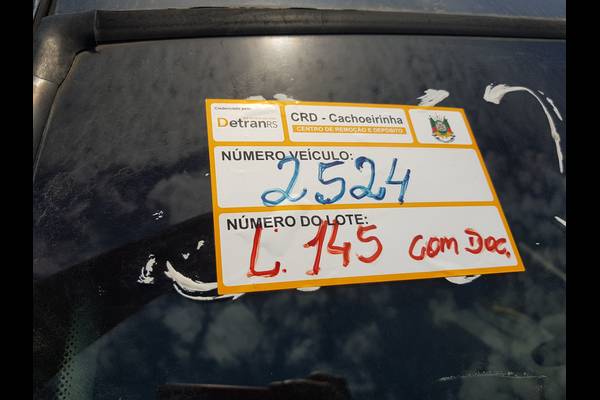 Credenciado pelo
DetranRS
CRD - Cachoeirinha
CENTRO DE REMOÇÃO E DEPÓSITO
NÚMERO VEÍCULO:
2524
NÚMERO DO LOTE:
L. 145 com Doc.